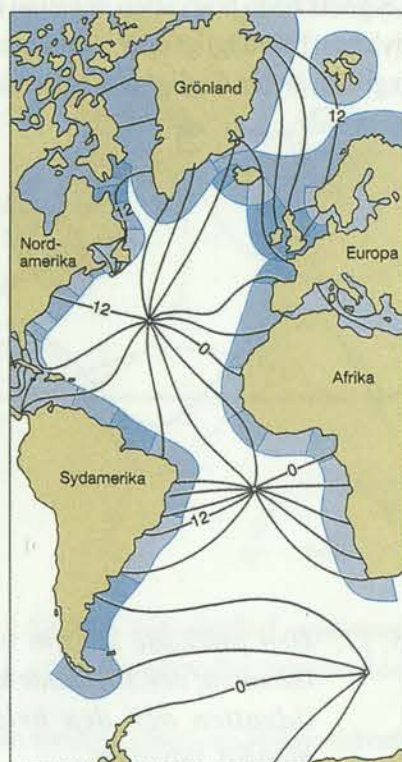 Grönland
12
12
Nord-
amerika
Europa
12
0
Afrika
0
Sydamerika
12
0